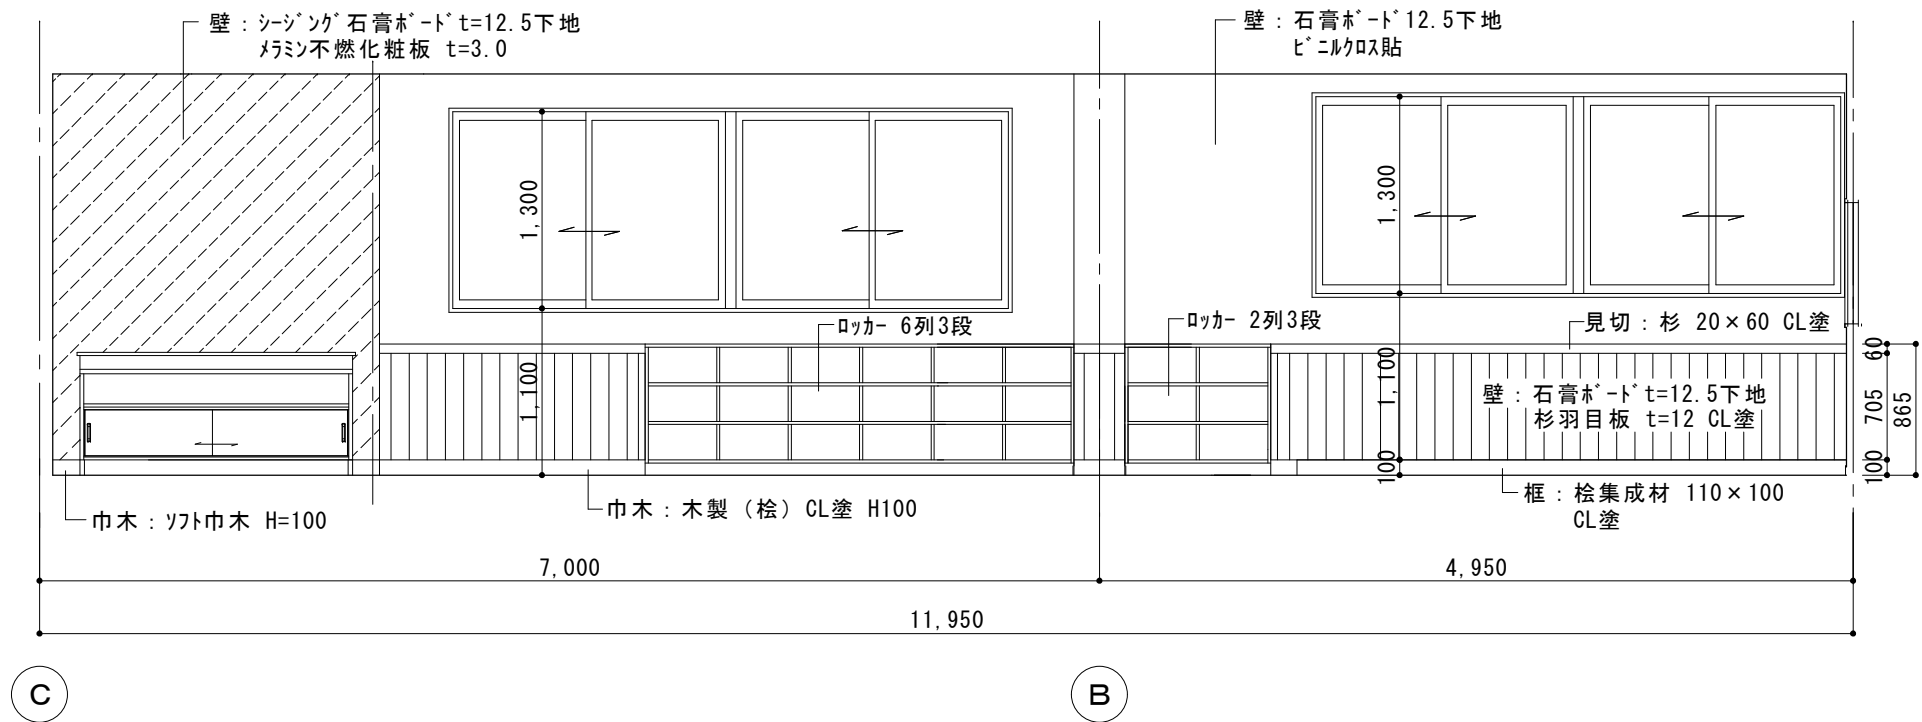 壁：ｼｰｼﾞﾝｸﾞ石膏ﾎﾞｰﾄﾞt=12.5下地
ﾒﾗﾐﾝ不燃化粧板 t=3.0
壁：石膏ﾎﾞｰﾄﾞ12.5下地
ﾋﾞﾆﾙｸﾛｽ貼
1,300
1,300
ﾛｯｶｰ 6列3段
ﾛｯｶｰ 2列3段
見切：杉 20×60 CL塗
1,100
1,100
60
壁：石膏ﾎﾞｰﾄﾞt=12.5下地
杉羽目板 t=12 CL塗
705
865
100
100
巾木：ｿﾌﾄ巾木 H=100
巾木：木製（桧）CL塗 H100
框：桧集成材 110×100
CL塗
7,000
4,950
11,950
C
B